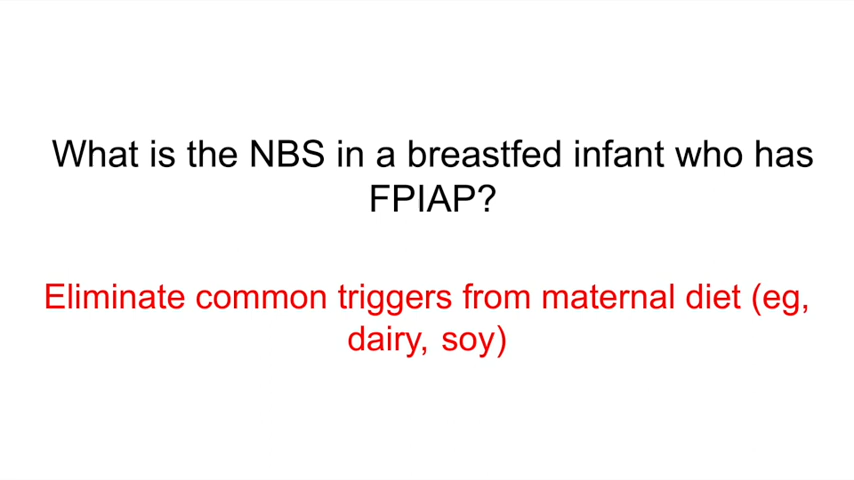 What is the NBS in a breastfed infant who has
FPIAP?
Eliminate common triggers from maternal diet (eg,
dairy, soy)